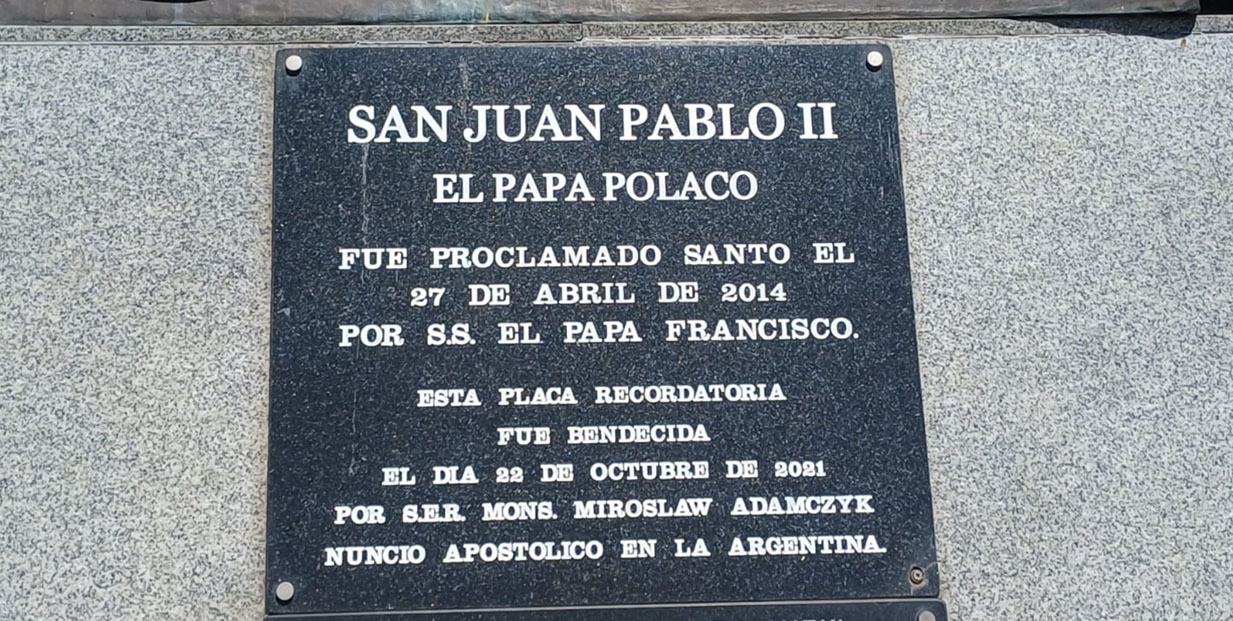 SAN JUAN PABLO II
EL PAPA POLACO
FUE PROCLAMADO SANTO EL
27 DE ABRIL DE 2014
POR S.S. EL PAPA FRANCISCO.
ESTA PLACA RECORDATORIA
FUE BENDECIDA
EL DIA 22 DE OCTUBRE DE 2021
POR S.E.R. MONS. MIROSLAW ADAMCZYK
NUNCIO APOSTOLICO EN LA ARGENTINA.